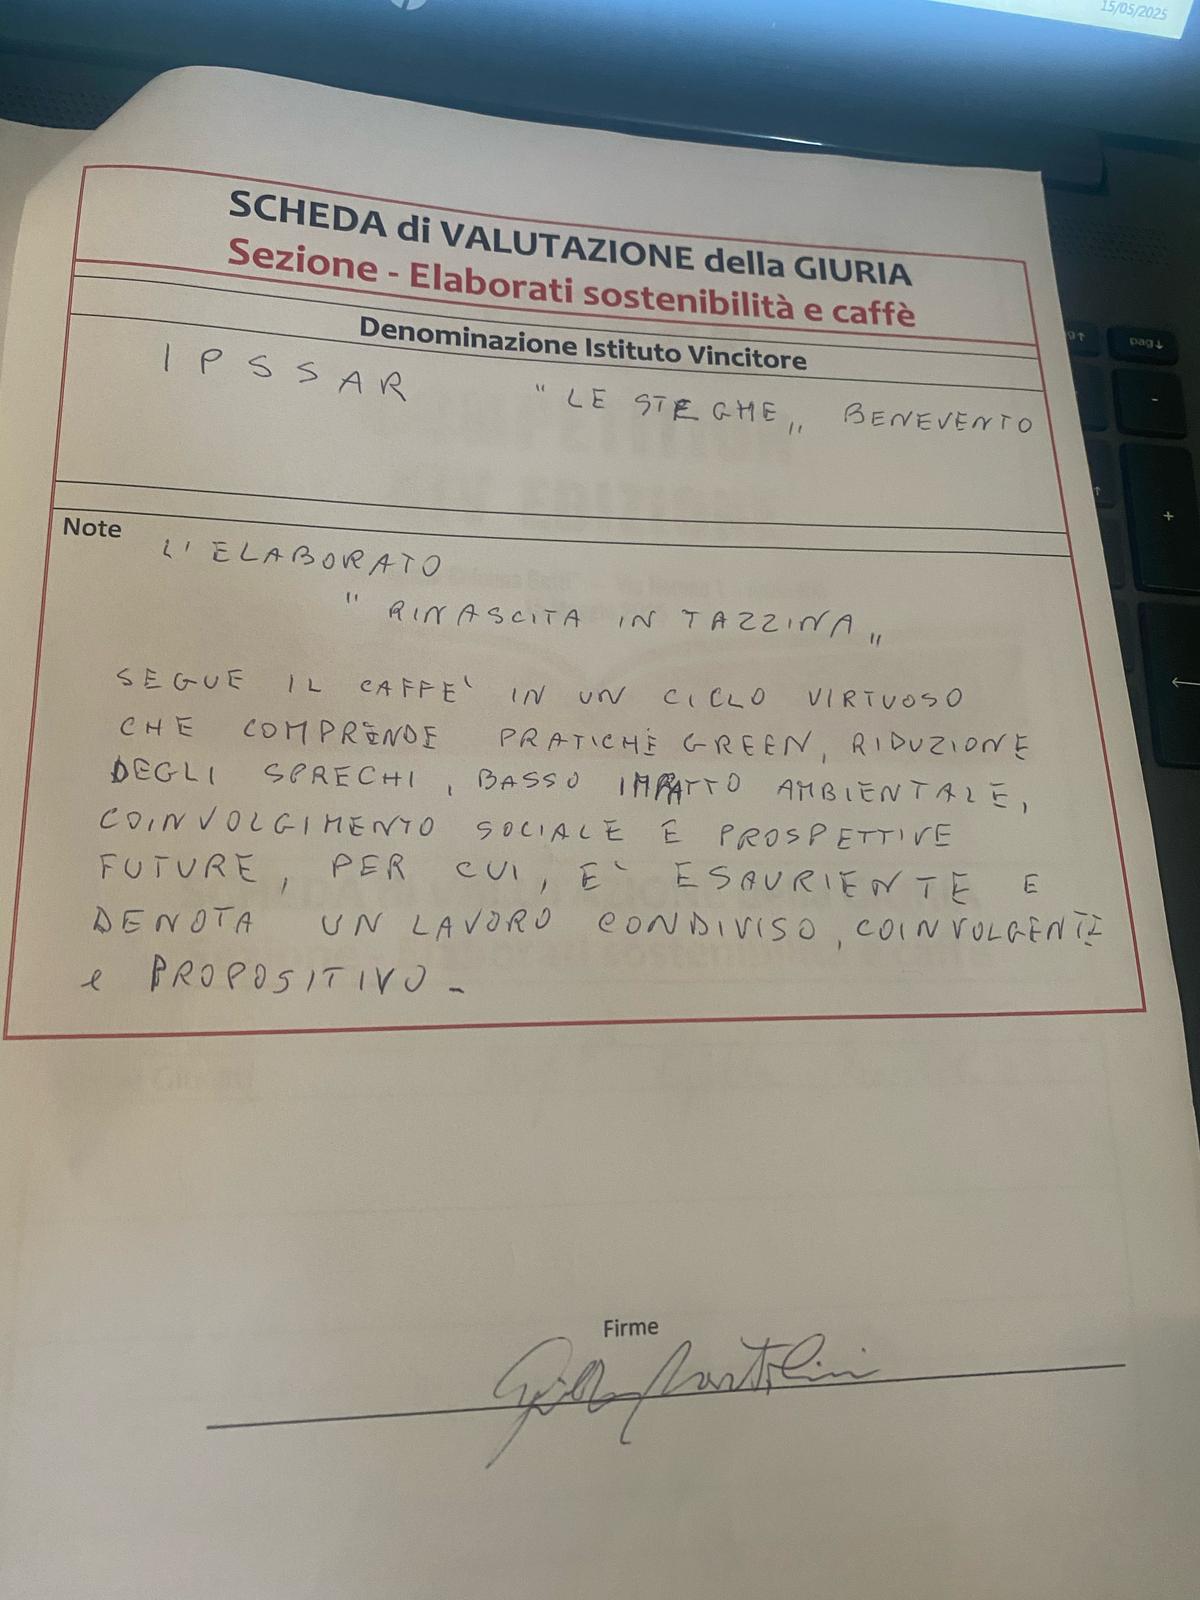 15/05/2025
SCHEDA di VALUTAZIONE della GIURIA
Sezione - Elaborati sostenibilità e caffè
Denominazione Istituto Vincitore
IPSSAR "LE STREGHE„ BENEVENTO
Note
L'ELABORATO
"RINASCITA IN TAZZINA„
SEGUE IL CAFFE' IN UN CICLO VIRTUOSO
CHE COMPRENDE PRATICHE GREEN, RIDUZIONE
DEGLI SPRECHI, BASSO IMPATTO AMBIENTALE,
COINVOLGIMENTO SOCIALE E PROSPETTIVE
FUTURE, PER CUI, E' ESAURIENTE E
DENOTA UN LAVORO CONDIVISO, COINVOLGENTE
e PROPOSITIVO -
Firme
pag↓
-
+
←